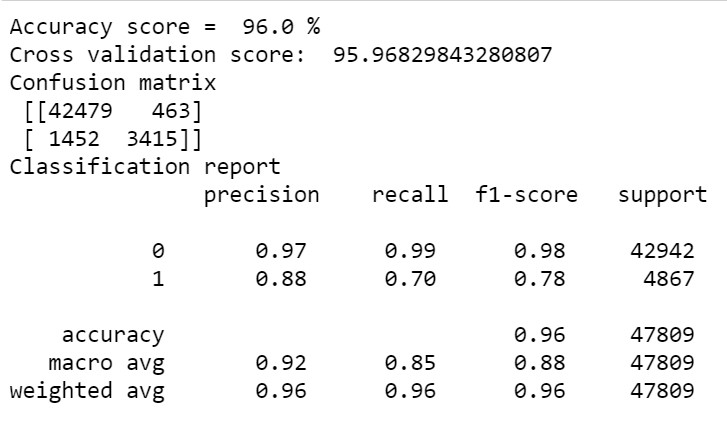 Accuracy score =  96.0 %
Cross validation score:  95.96829843280807
Confusion matrix
 [[42479   463]
 [ 1452  3415]]
Classification report
               precision    recall  f1-score   support

           0       0.97      0.99      0.98     42942
           1       0.88      0.70      0.78      4867

    accuracy                           0.96     47809
   macro avg       0.92      0.85      0.88     47809
weighted avg       0.96      0.96      0.96     47809